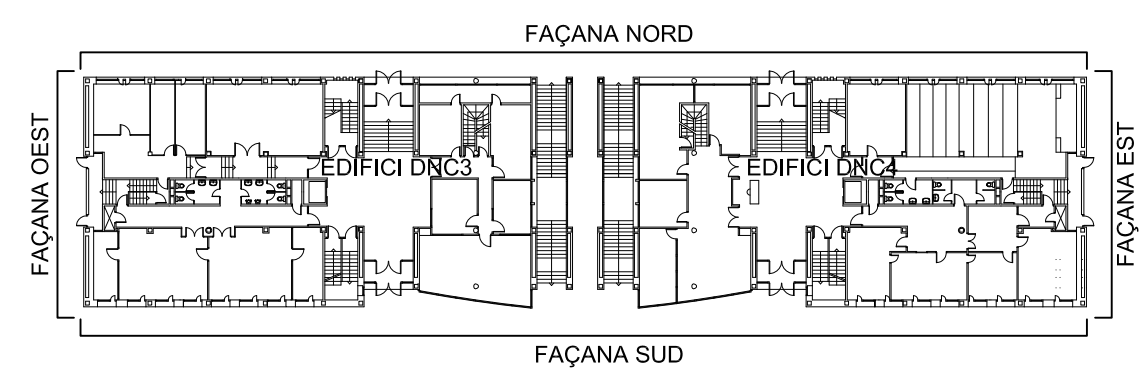 FAÇANA NORD
FAÇANA OEST
EDIFICI DNC3
EDIFICI DNC4
FAÇANA EST
FAÇANA SUD